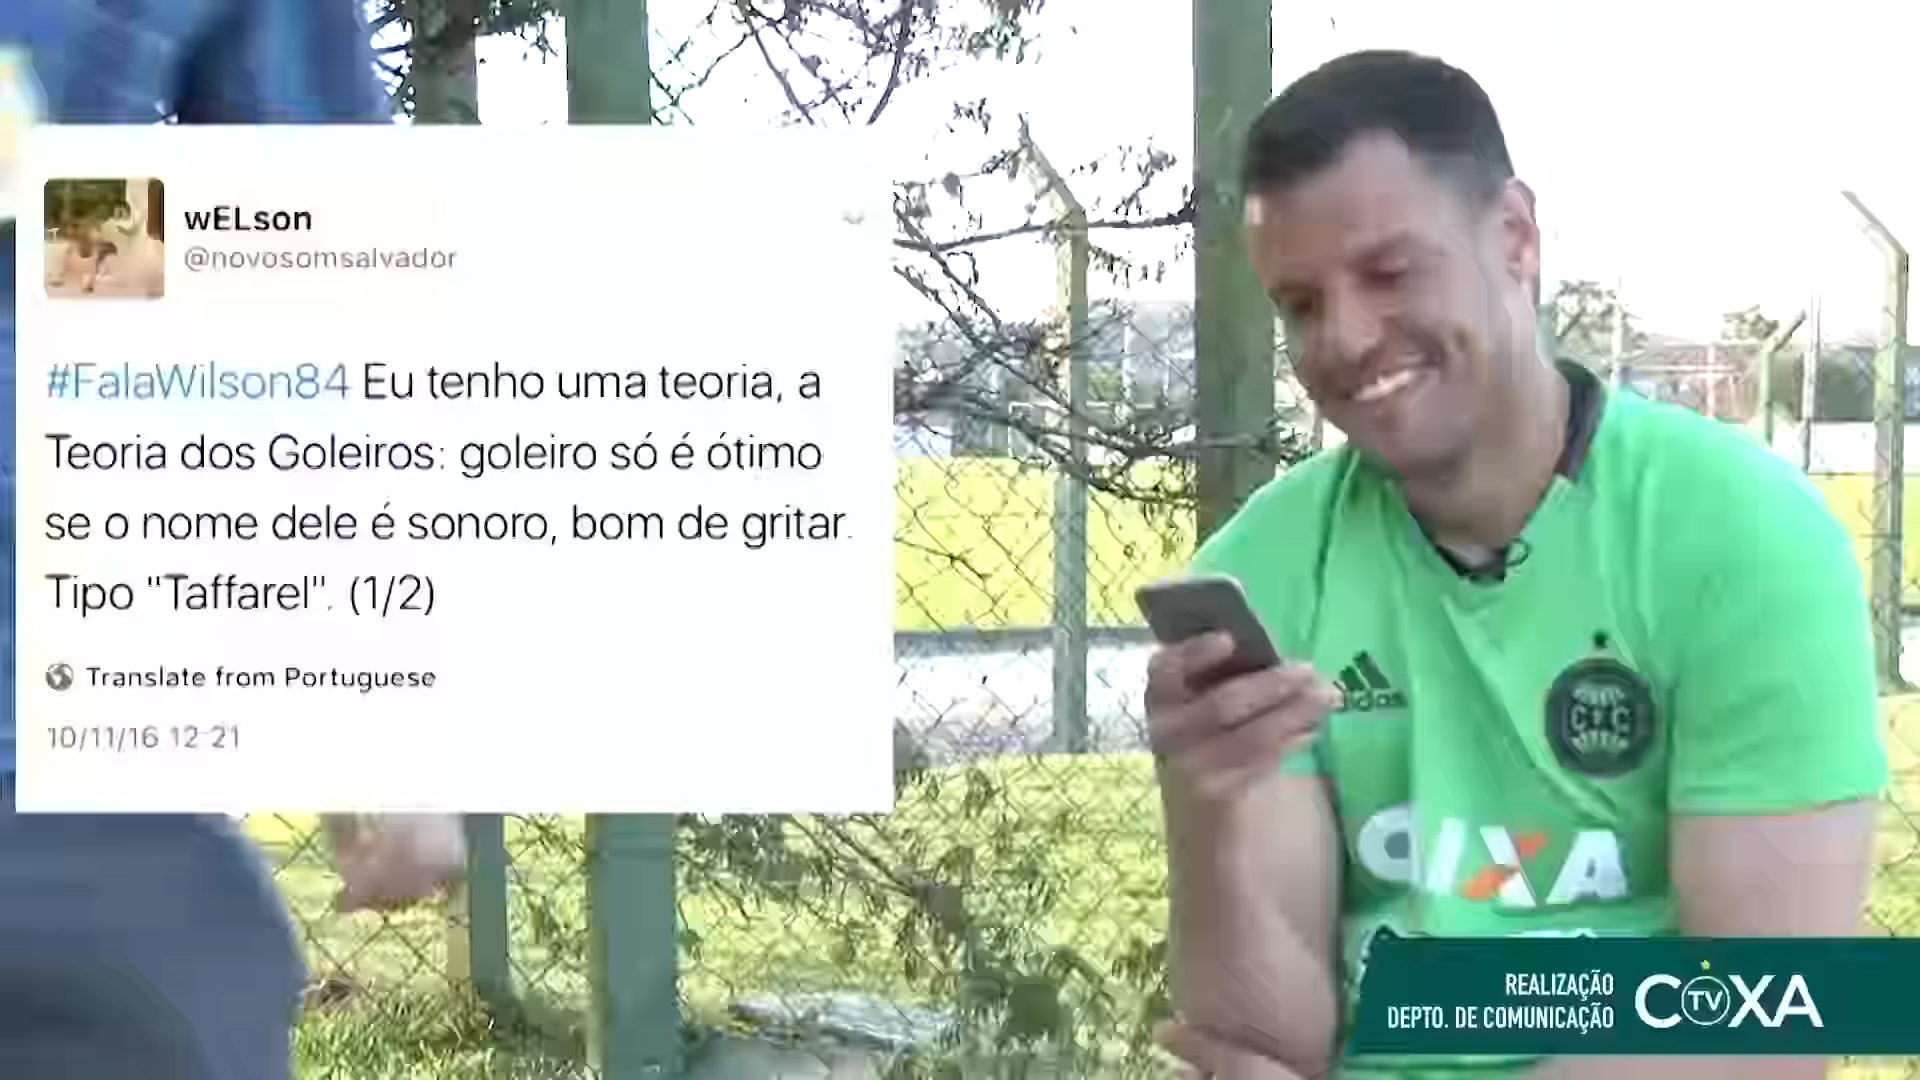 wELson
@novosomsalvador
#FalaWilson84 Eu tenho uma teoria, a
Teoria dos Goleiros: goleiro só é ótimo
se o nome dele é sonoro, bom de gritar.
Tipo "Taffarel". (1/2)
Translate from Portuguese
10/11/16 12:21
adidas
CFC
CAIXA
REALIZAÇÃO
DEPTO. DE COMUNICAÇÃO
COXA
TV